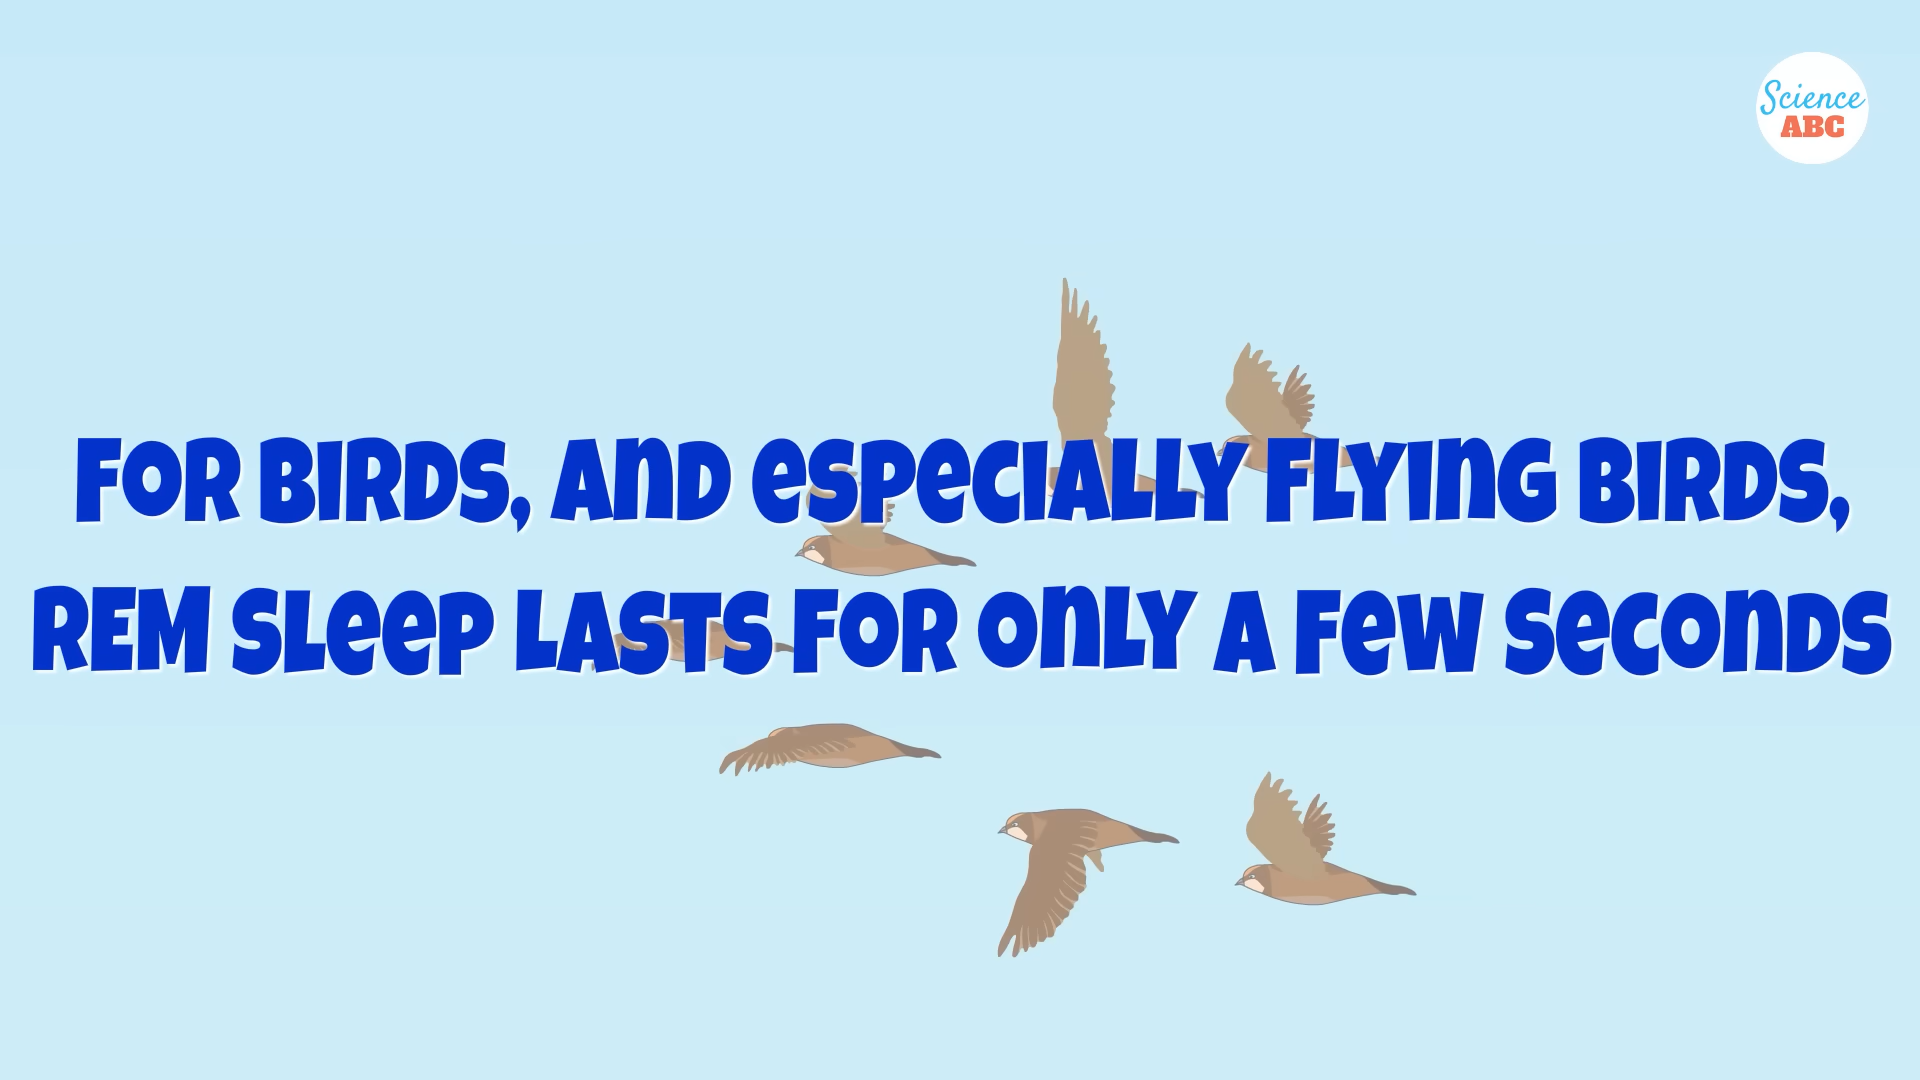 Science
ABC
FOR BIRDS, AND ESPECIALLY FLYING BIRDS,
REM SLEEP LASTS FOR ONLY A FEW SECONDS